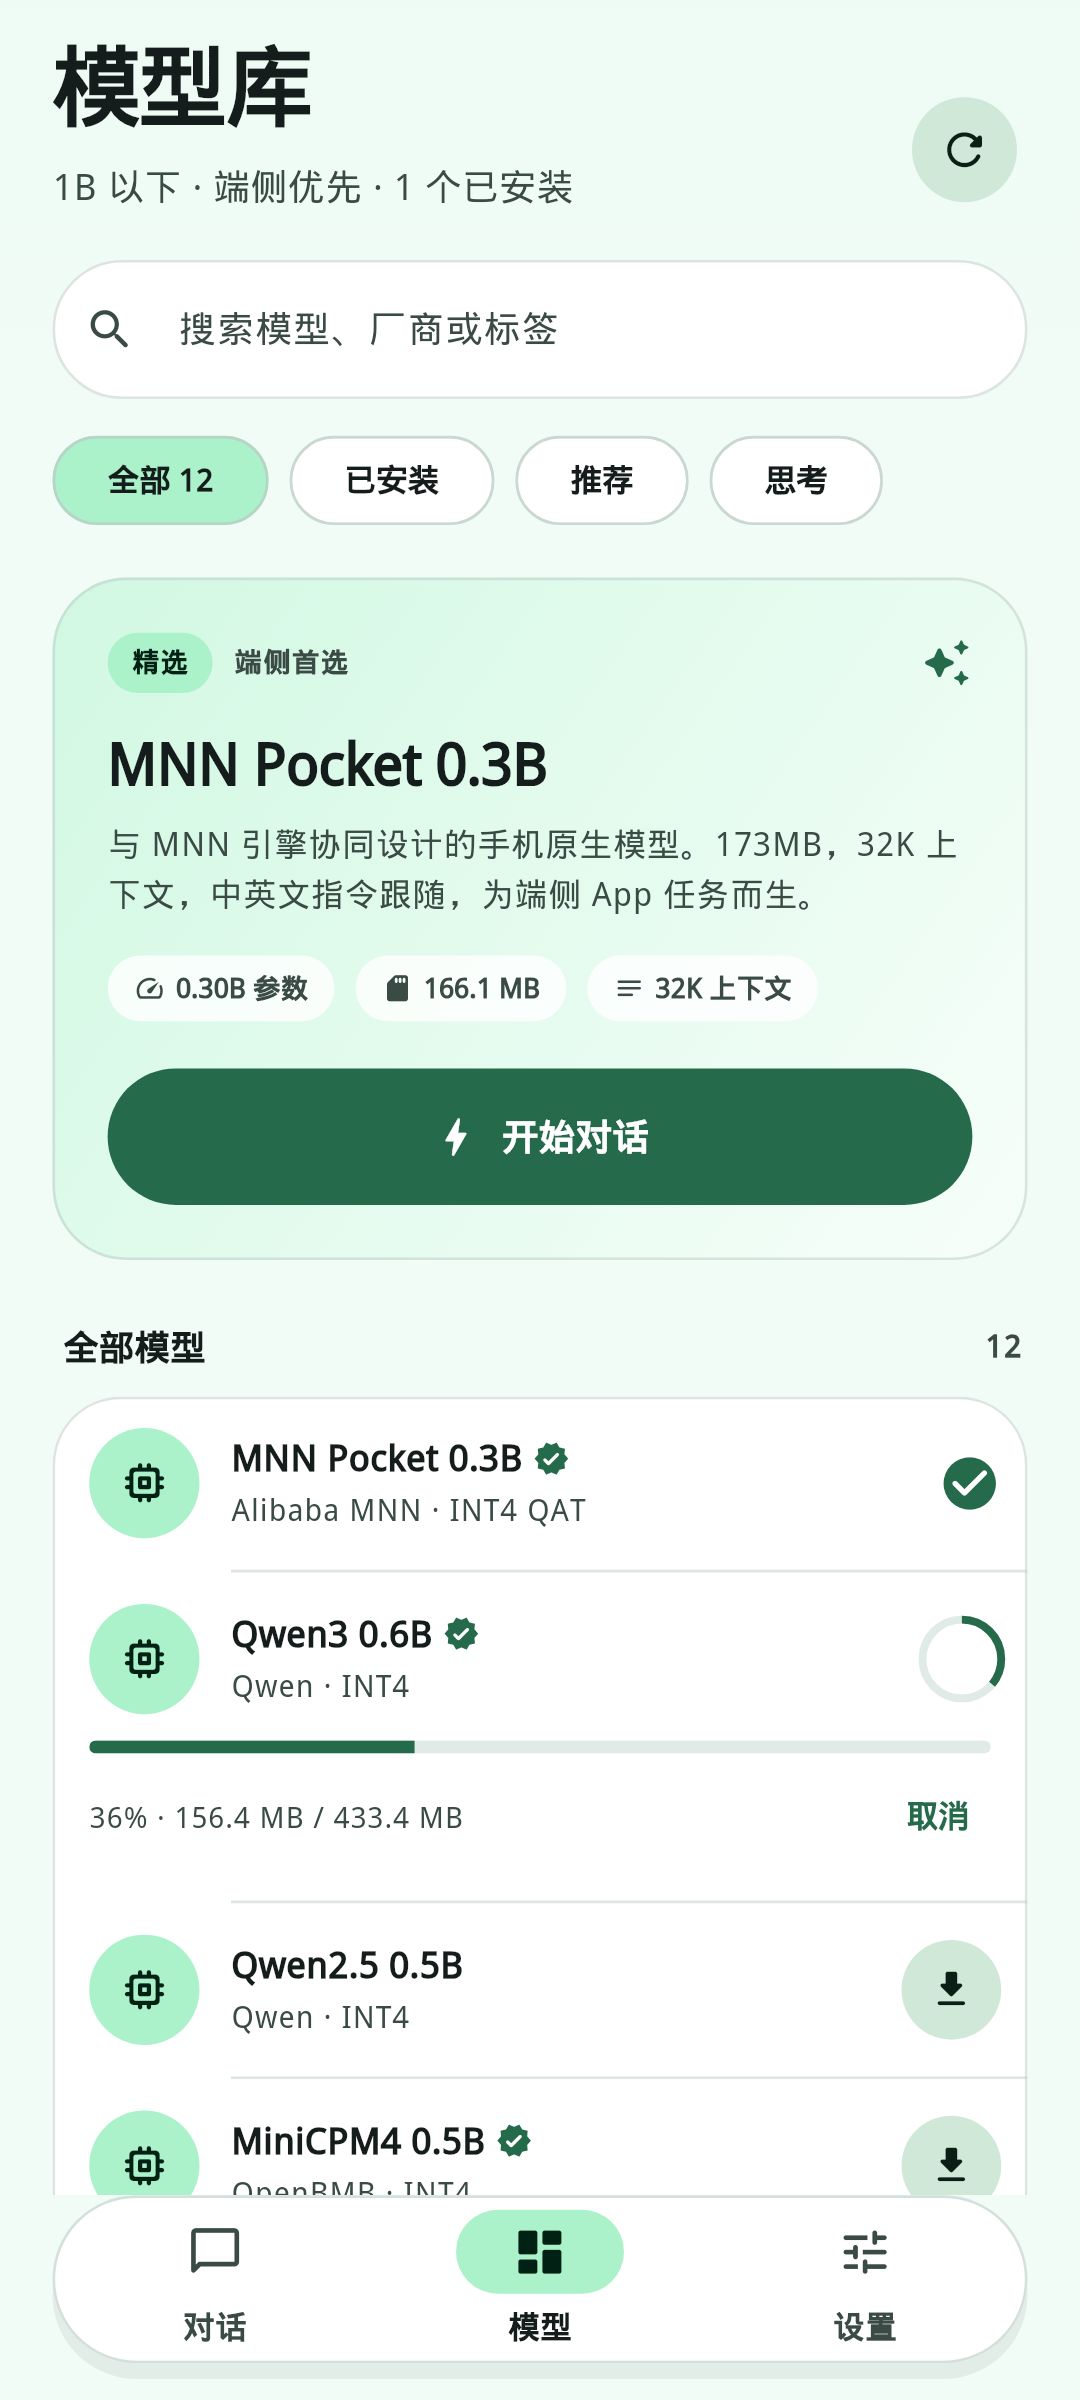 模型库
1B 以下 · 端侧优先 · 1 个已安装
搜索模型、厂商或标签
全部 12
已安装
推荐
思考
精选
端侧首选
MNN Pocket 0.3B
与 MNN 引擎协同设计的手机原生模型。173MB，32K 上
下文，中英文指令跟随，为端侧 App 任务而生。
0.30B 参数
166.1 MB
32K 上下文
开始对话
全部模型
12
MNN Pocket 0.3B
Alibaba MNN · INT4 QAT
Qwen3 0.6B
Qwen · INT4
36% · 156.4 MB / 433.4 MB
取消
Qwen2.5 0.5B
Qwen · INT4
MiniCPM4 0.5B
OpenBMB · INT4
对话
模型
设置